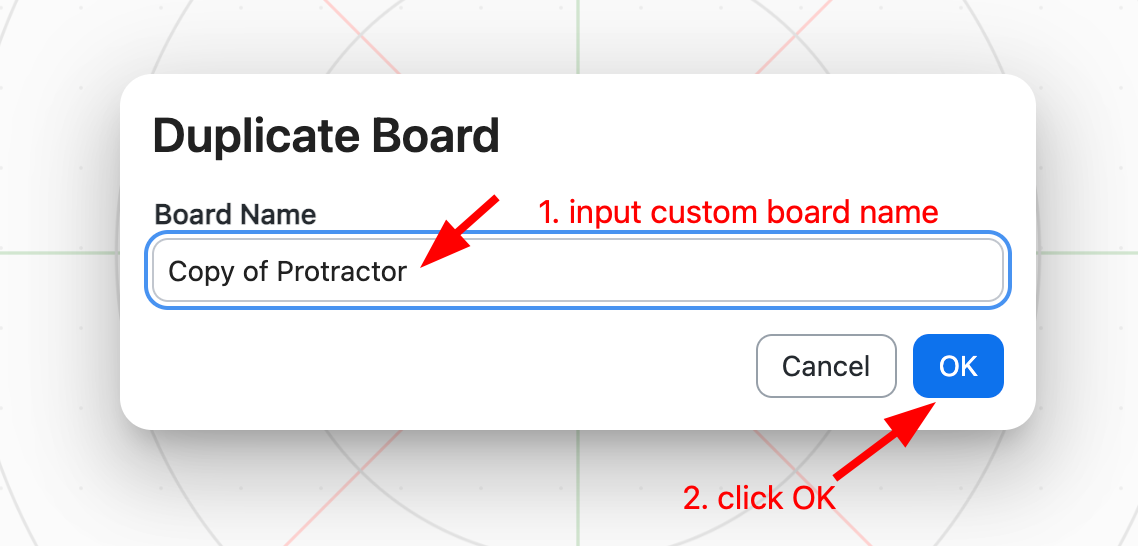 Duplicate Board
Board Name
1. input custom board name
Copy of Protractor
Cancel
OK
2. click OK